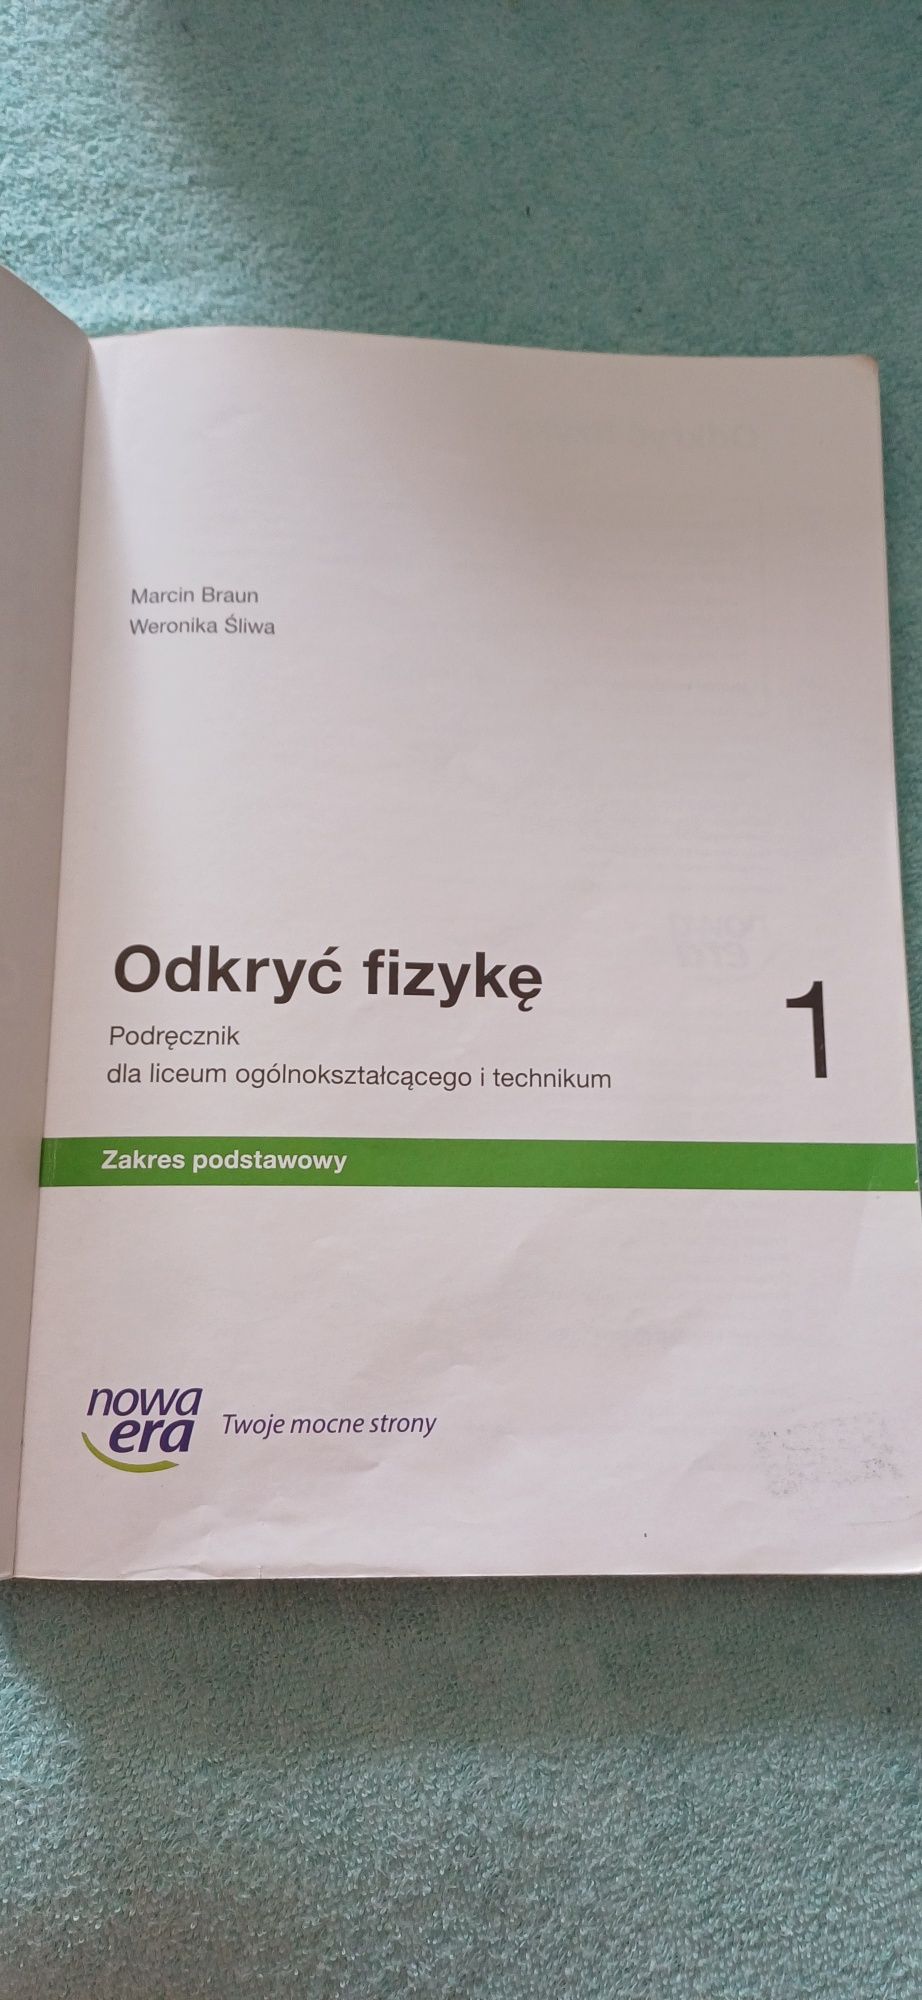 Marcin Braun
Weronika Śliwa
Odkryć fizykę
1
Podręcznik
dla liceum ogólnokształcącego i technikum
Zakres podstawowy
nowa
era
Twoje mocne strony